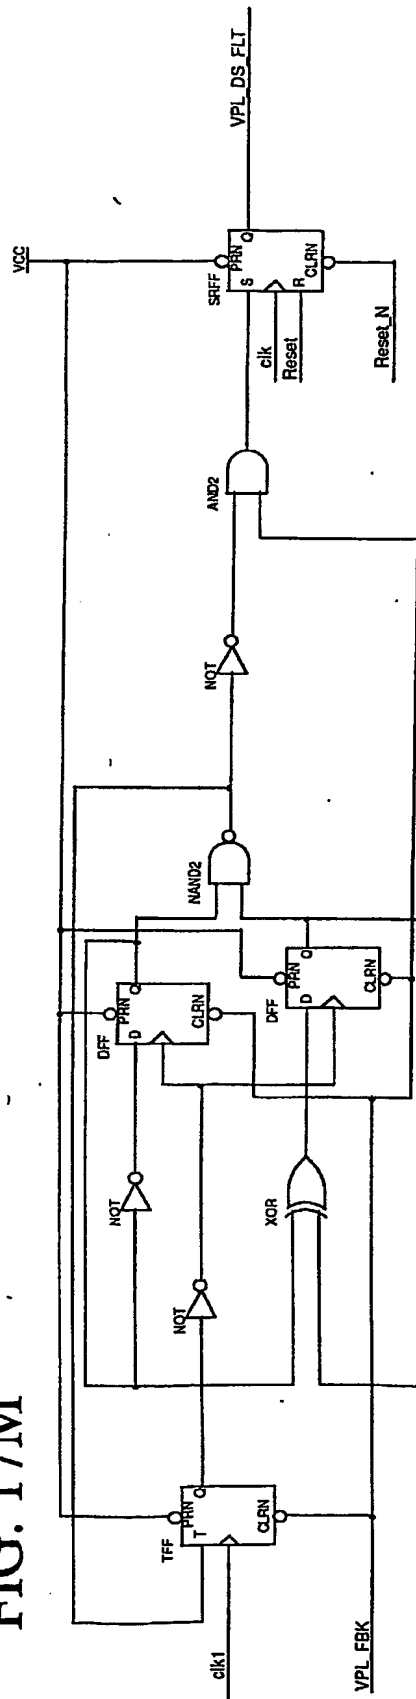 FIG. 17M
VCC
TFF
PRN
T
Q
CLRN
clk1
VPL_FBK
NOT
NOT
XOR
DFF
PRN
D
Q
CLRN
DFF
PRN
D
Q
CLRN
NAND2
NOT
AND2
SRFF
PRN
S
Q
clk
Reset
R
CLRN
Reset_N
VPL_DS_FLT